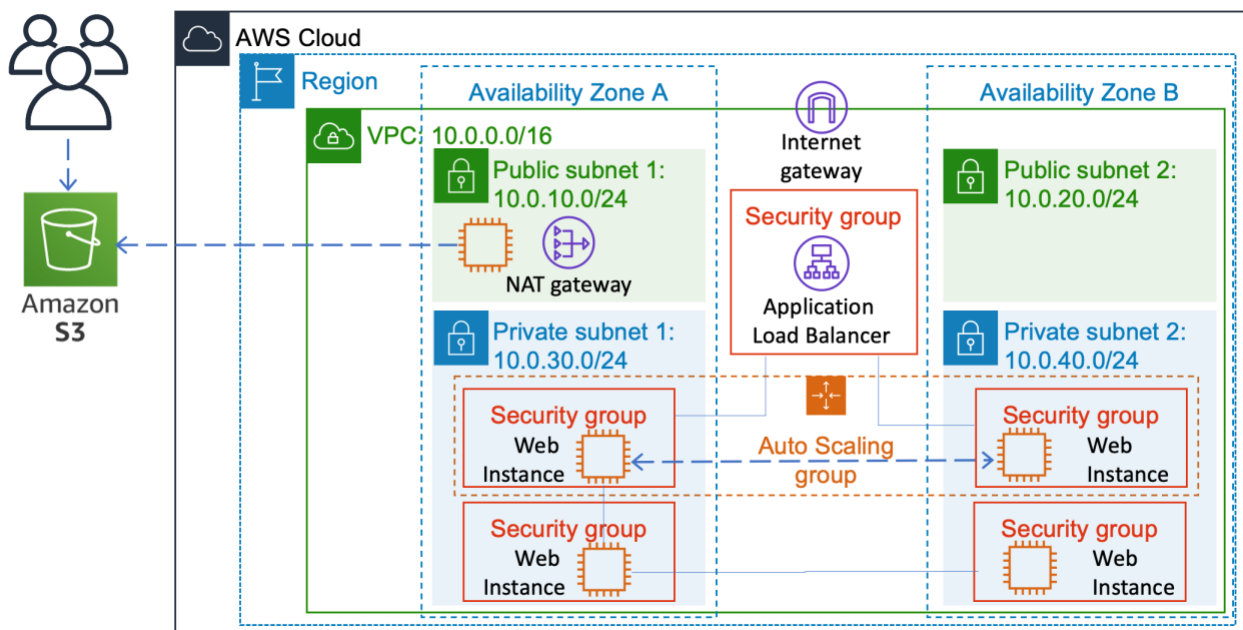 AWS Cloud
Region
Availability Zone A
Availability Zone B
VPC: 10.0.0.0/16
Internet
gateway
Public subnet 1:
10.0.10.0/24
Public subnet 2:
10.0.20.0/24
NAT gateway
Security group
Application
Load Balancer
Amazon
S3
Private subnet 1:
10.0.30.0/24
Private subnet 2:
10.0.40.0/24
Security group
Web
Instance
Auto Scaling
group
Security group
Web
Instance
Security group
Web
Instance
Security group
Web
Instance